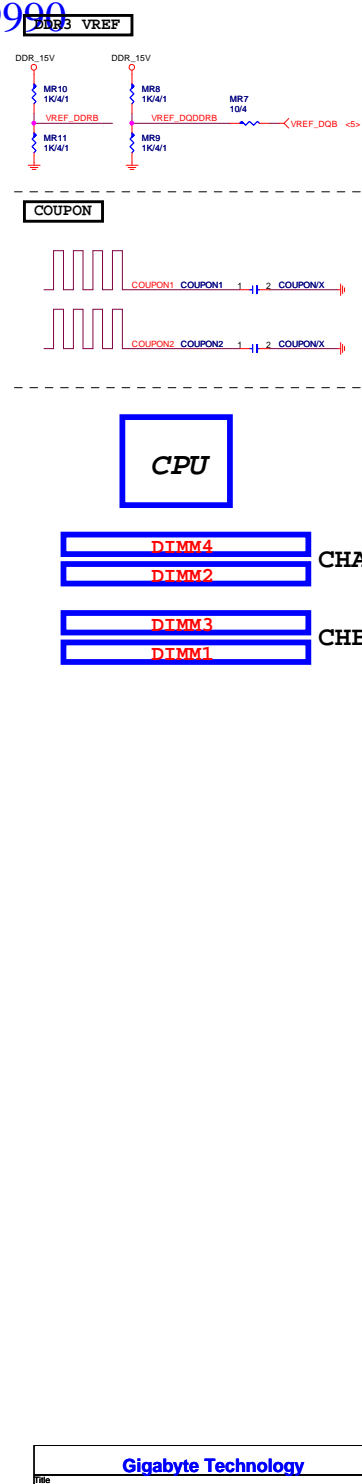 990
DDR3 VREF
DDR_15V DDR_15V
MR10 MR8
1K/4/1 1K/4/1 MR7
10/4
VREF_DDRB VREF_DQDDRB VREF_DQB <5>
MR11 MR9
1K/4/1 1K/4/1
COUPON
COUPON1 COUPON1 1 2 COUPON/X
COUPON2 COUPON2 1 2 COUPON/X
CPU
DIMM4
CHA
DIMM2
DIMM3
DIMM1
Gigabyte Technology
Title